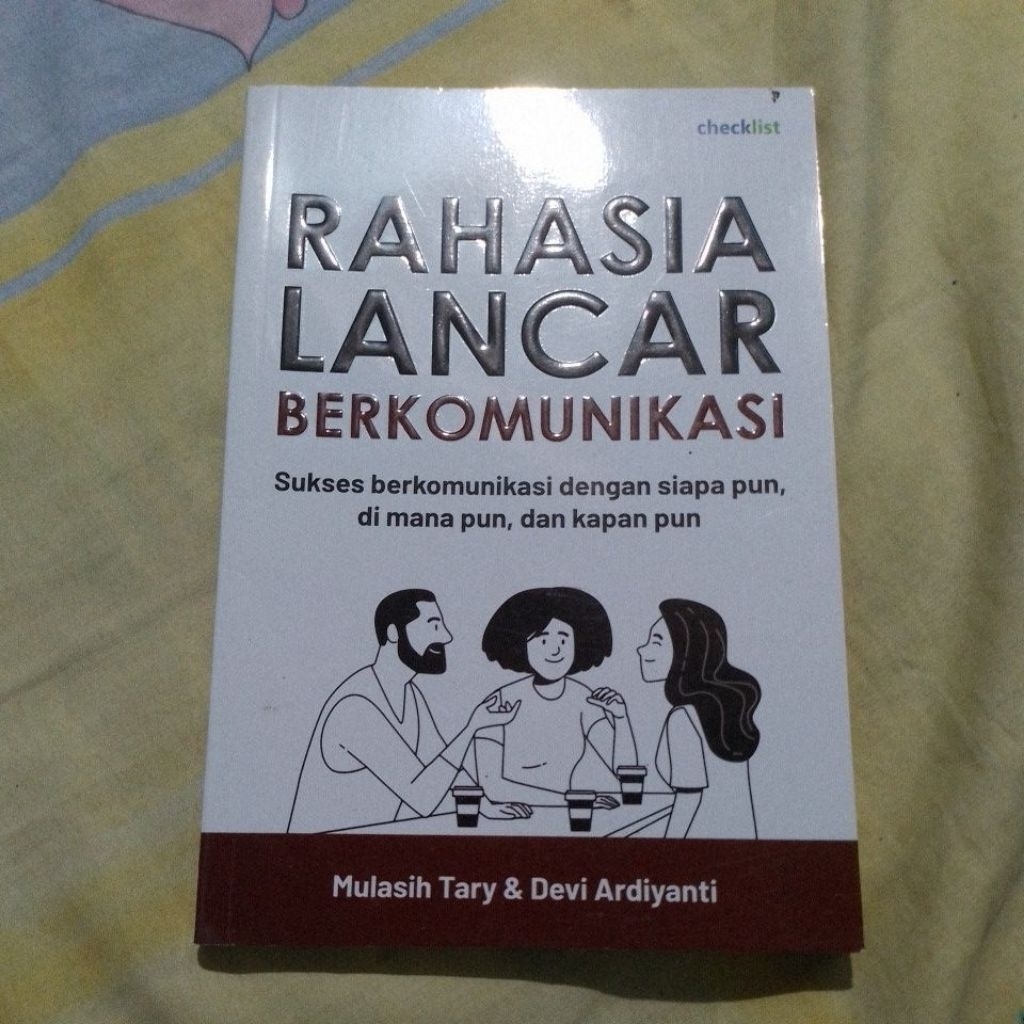 checklist
RAHASIA
LANCAR
BERKOMUNIKASI
Sukses berkomunikasi dengan siapa pun,
di mana pun, dan kapan pun
Mulasih Tary & Devi Ardiyanti